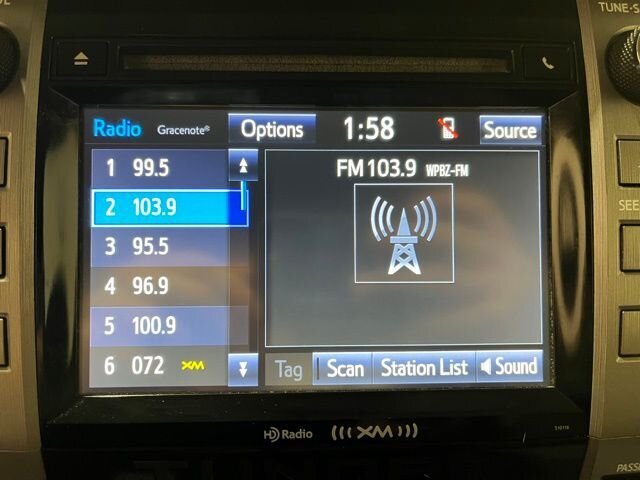 TUNE-S
Radio Gracenote® Options 1:58 Source
1 99.5
2 103.9
3 95.5
4 96.9
5 100.9
6 072 XM
FM 103.9 WPBZ-FM
Tag Scan Station List Sound
SEE
HD Radio ((( XM )))
510118
PASSE